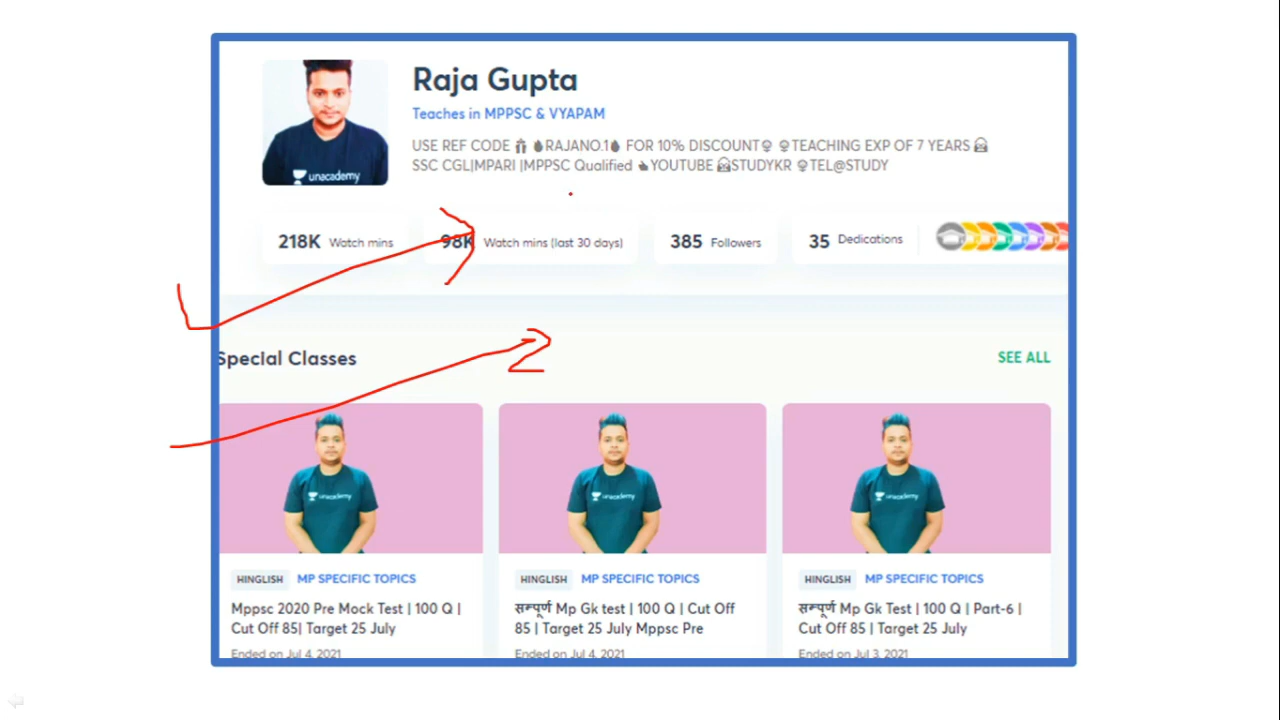 Raja Gupta
Teaches in MPPSC & VYAPAM
USE REF CODE RAJANO.1 FOR 10% DISCOUNT TEACHING EXP OF 7 YEARS
SSC CGL|MPARI |MPPSC Qualified YOUTUBE STUDYKR TEL@STUDY
unacademy
218K Watch mins 98K Watch mins (last 30 days) 385 Followers 35 Dedications
2
Special Classes SEE ALL
unacademy unacademy unacademy
HINGLISH MP SPECIFIC TOPICS
Mppsc 2020 Pre Mock Test | 100 Q |
Cut Off 85| Target 25 July
Ended on Jul 4, 2021
HINGLISH MP SPECIFIC TOPICS
सम्पूर्ण Mp Gk test | 100 Q | Cut Off
85 | Target 25 July Mppsc Pre
Ended on Jul 4, 2021
HINGLISH MP SPECIFIC TOPICS
सम्पूर्ण Mp Gk Test | 100 Q | Part-6 |
Cut Off 85 | Target 25 July
Ended on Jul 3, 2021